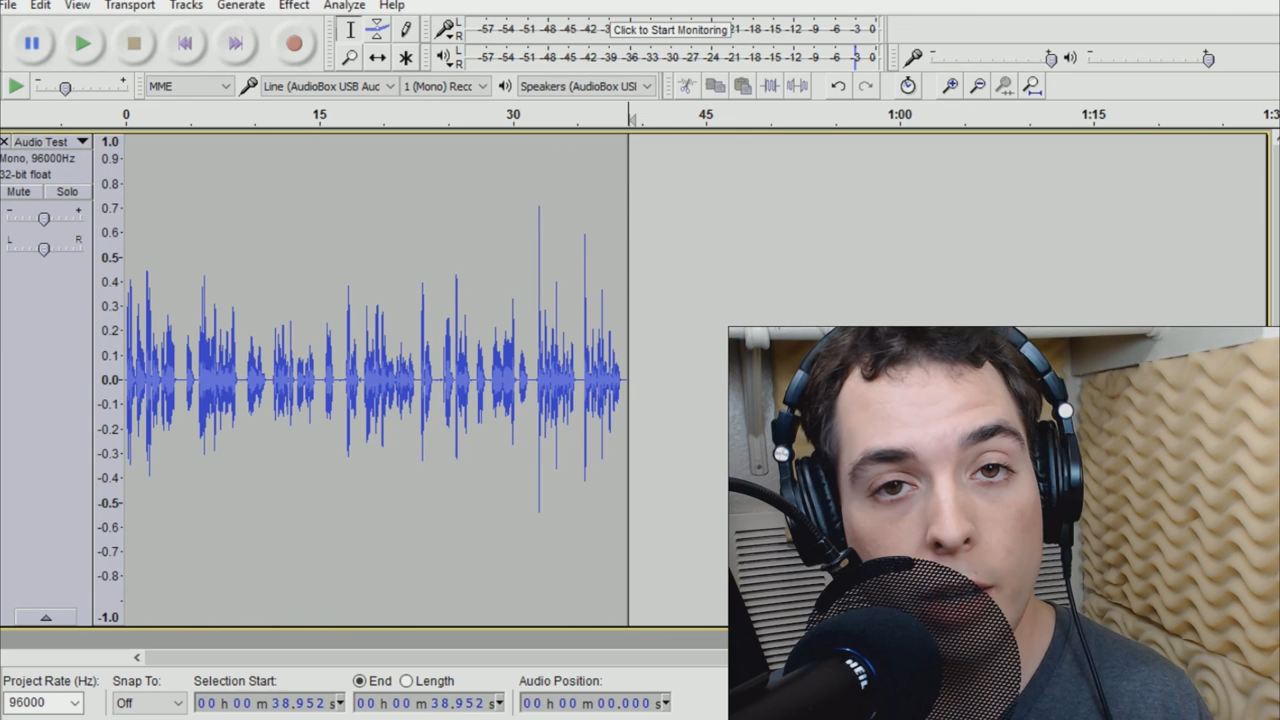 File Edit View Transport Tracks Generate Effect Analyze Help
L R -57 -54 -51 -48 -45 -42 -3 Click to Start Monitoring 21 -18 -15 -12 -9 -6 -3 0
L R -57 -54 -51 -48 -45 -42 -39 -36 -33 -30 -27 -24 -21 -18 -15 -12 -9 -6 -3 0
MME Line (AudioBox USB Auc 1 (Mono) Recc Speakers (AudioBox USI
0 15 30 45 1:00 1:15 1:3
Audio Test
Mono, 96000Hz
32-bit float
Mute Solo
- +
L R
1.0
0.9
0.8
0.7
0.6
0.5
0.4
0.3
0.2
0.1
0.0
-0.1
-0.2
-0.3
-0.4
-0.5
-0.6
-0.7
-0.8
-1.0
HEIL
Project Rate (Hz): Snap To: Selection Start: End Length Audio Position:
96000 Off 00 h 00 m 38.952 s 00 h 00 m 38.952 s 00 h 00 m 00.000 s